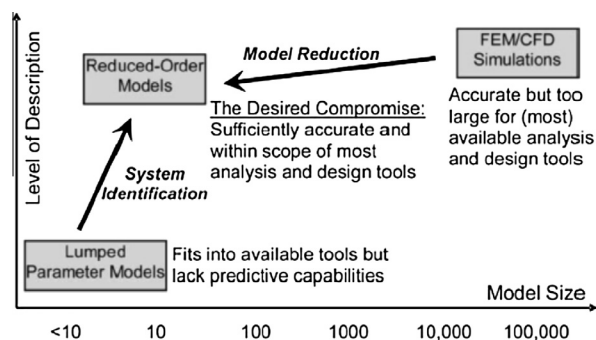 Level of Description
Reduced-Order
Models
Model Reduction
FEM/CFD
Simulations
The Desired Compromise:
Sufficiently accurate and
within scope of most
analysis and design tools
Accurate but too
large for (most)
available analysis
and design tools
System
Identification
Lumped
Parameter Models
Fits into available tools but
lack predictive capabilities
Model Size
<10 10 100 1000 10,000 100,000